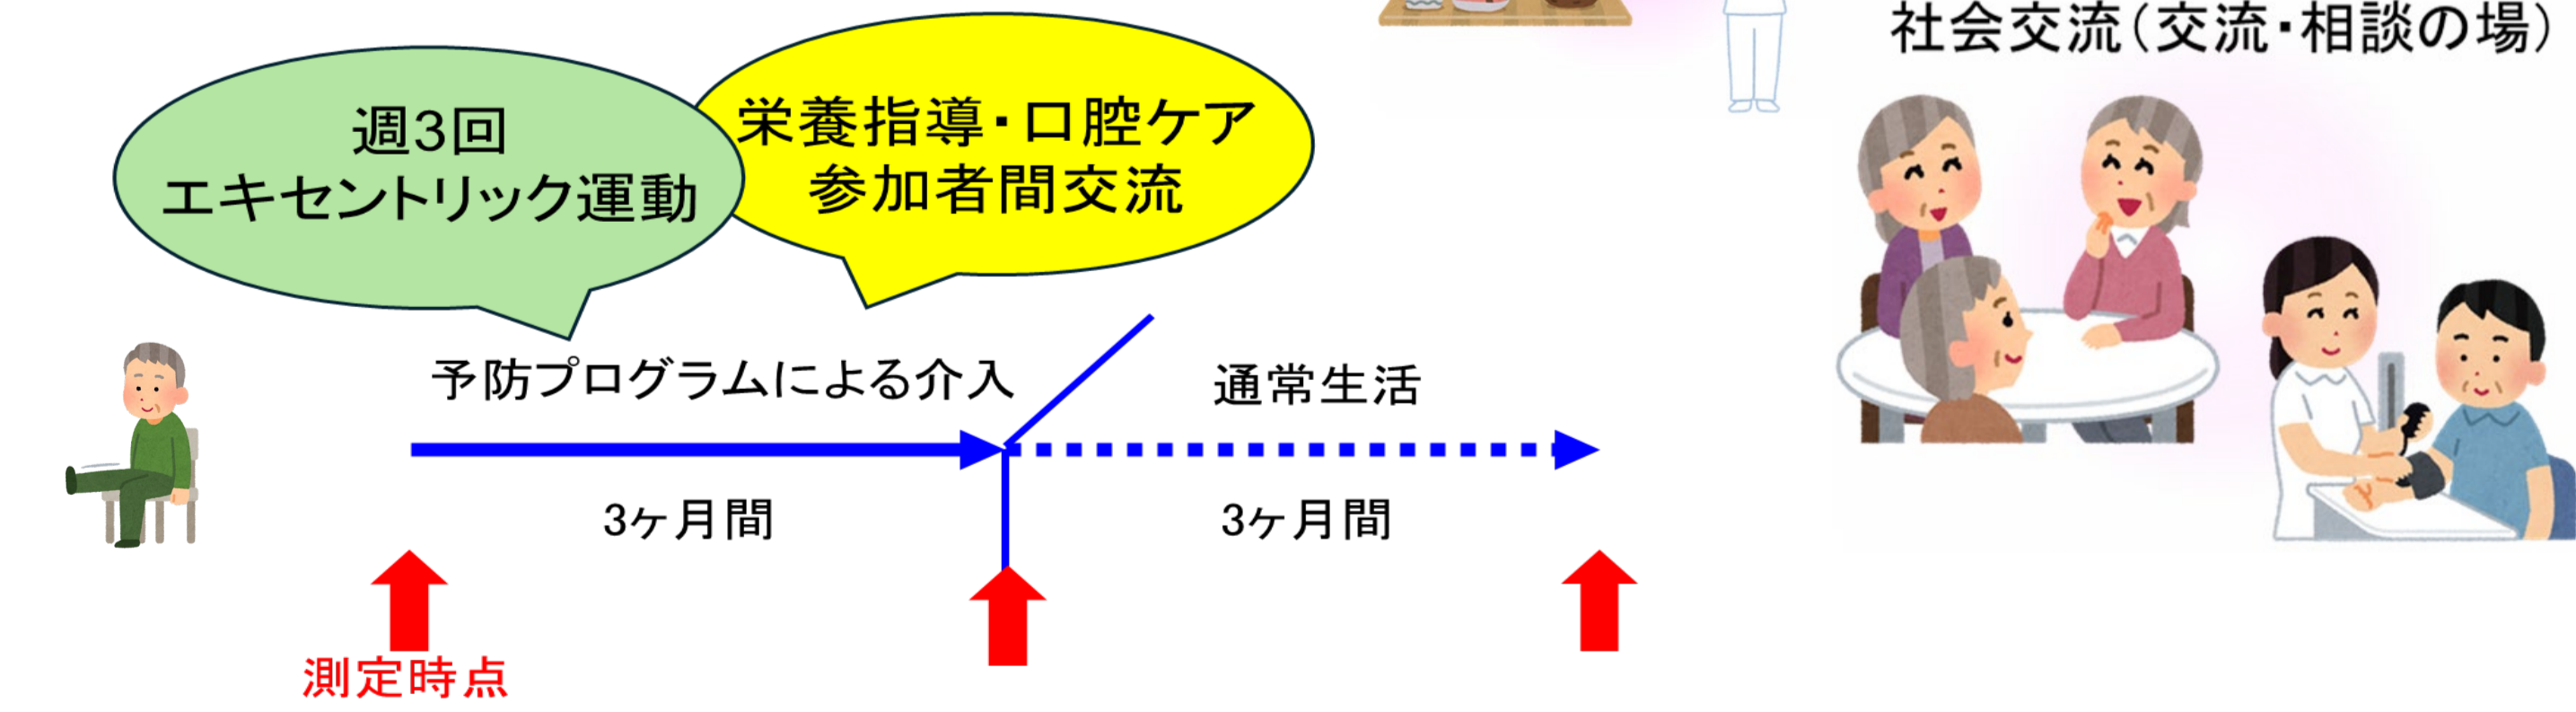 社会交流(交流・相談の場)
週3回
エキセントリック運動
栄養指導・口腔ケア
参加者間交流
予防プログラムによる介入
通常生活
3ヶ月間
3ヶ月間
測定時点